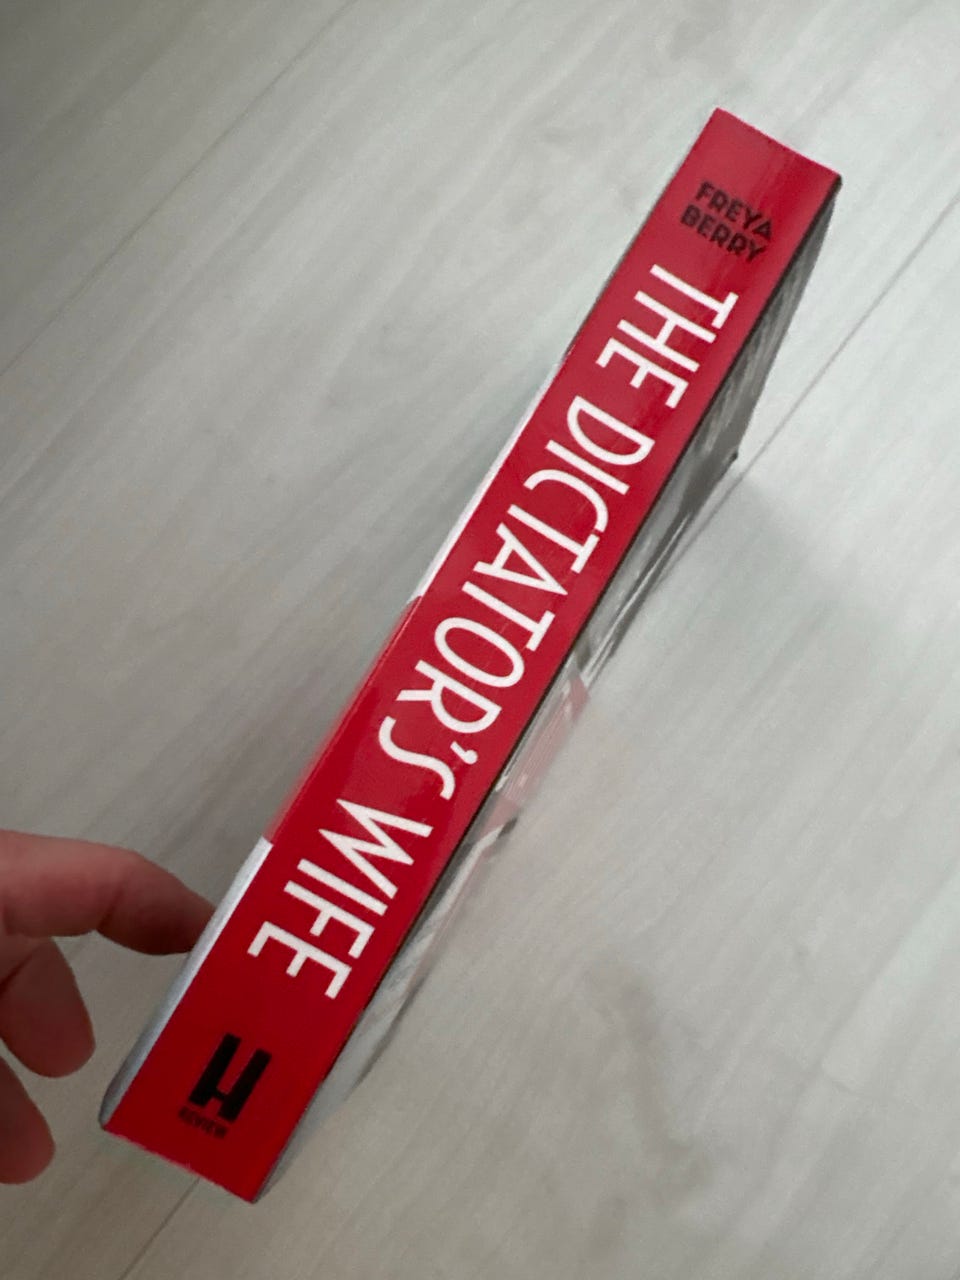 FREYA
BERRY
THE DICTATOR'S WIFE
H
REVIEW